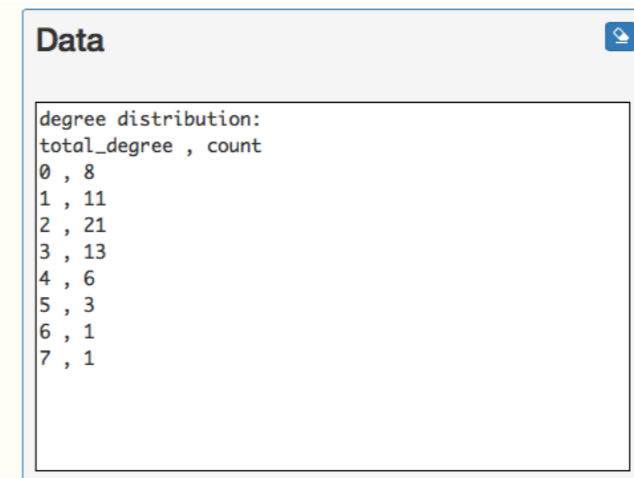 Data
degree distribution:
total_degree , count
0 , 8
1 , 11
2 , 21
3 , 13
4 , 6
5 , 3
6 , 1
7 , 1